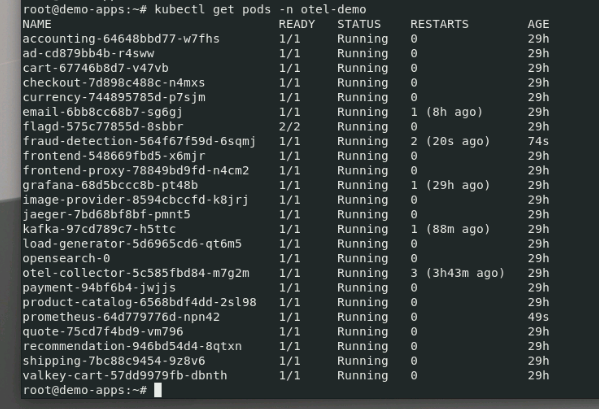 root@demo-apps:~# kubectl get pods -n otel-demo
NAME READY STATUS RESTARTS AGE
accounting-64648bbd77-w7fhs 1/1 Running 0 29h
ad-cd879bb4b-r4sww 1/1 Running 0 29h
cart-67746b8d7-v47vb 1/1 Running 0 29h
checkout-7d898c488c-n4mxs 1/1 Running 0 29h
currency-744895785d-p7sjm 1/1 Running 0 29h
email-6bb8cc68b7-sg6gj 1/1 Running 1 (8h ago) 29h
flagd-575c77855d-8sbbr 2/2 Running 0 29h
fraud-detection-564f67f59d-6sqmj 1/1 Running 2 (20s ago) 74s
frontend-548669fbd5-x6mjr 1/1 Running 0 29h
frontend-proxy-78849bd9fd-n4cm2 1/1 Running 0 29h
grafana-68d5bccc8b-pt48b 1/1 Running 1 (29h ago) 29h
image-provider-8594cbccfd-k8jrj 1/1 Running 0 29h
jaeger-7bd68bf8bf-pmnt5 1/1 Running 0 29h
kafka-97cd789c7-h5ttc 1/1 Running 1 (88m ago) 29h
load-generator-5d6965cd6-qt6m5 1/1 Running 0 29h
opensearch-0 1/1 Running 0 29h
otel-collector-5c585fbd84-m7g2m 1/1 Running 3 (3h43m ago) 29h
payment-94bf6b4-jwjjs 1/1 Running 0 29h
product-catalog-6568bdf4dd-2sl98 1/1 Running 0 29h
prometheus-64d779776d-npn42 1/1 Running 0 49s
quote-75cd7f4bd9-vm796 1/1 Running 0 29h
recommendation-946bd54d4-8qtxn 1/1 Running 0 29h
shipping-7bc88c9454-9z8v6 1/1 Running 0 29h
valkey-cart-57dd9979fb-dbnth 1/1 Running 0 29h
root@demo-apps:~#